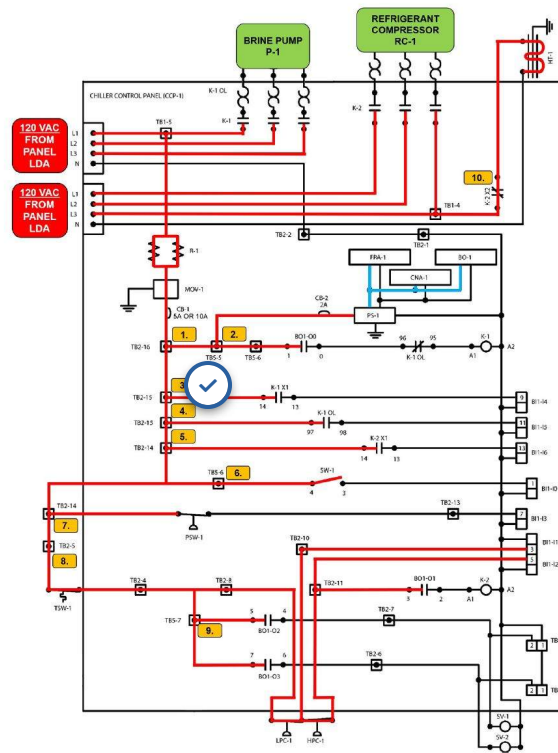 BRINE PUMP
P-1
REFRIGERANT
COMPRESSOR
RC-1
HT-1
CHILLER CONTROL PANEL (CCP-1)
K-1 OL
K-1
K-2
TB1-5
120 VAC
FROM
PANEL
LDA
L1
L2
L3
N
120 VAC
FROM
PANEL
LDA
L1
L2
L3
N
10.
K-2 X2
TB1-4
TB2-2
TB2-1
R-1
FRA-1
BO-1
CNA-1
MOV-1
CB-1
5A OR 10A
CB-2
2A
PS-1
1.
2.
BO1-O0
96
95
K-1
TB2-16
TB5-5
TB5-6
1
0
K-1 OL
A1
A2
3.
K-1 X1
TB2-15
14
13
9
BI1-I4
4.
K-1 OL
TB2-15
97
98
11
BI1-I5
5.
K-2 X1
TB2-14
14
13
13
BI1-I6
TB5-6
6.
SW-1
4
3
1
BI1-I0
TB2-14
7.
TB2-13
7
BI1-I3
PSW-1
TB2-5
8.
TB2-10
3
BI1-I1
5
BI1-I2
TSW-1
TB2-4
TB2-8
TB2-11
BO1-O1
K-2
3
2
A1
A2
TB5-7
9.
5
4
BO1-O2
TB2-7
2
1
TB
7
6
BO1-O3
TB2-6
2
1
TB
LPC-1
HPC-1
SV-1
SV-2